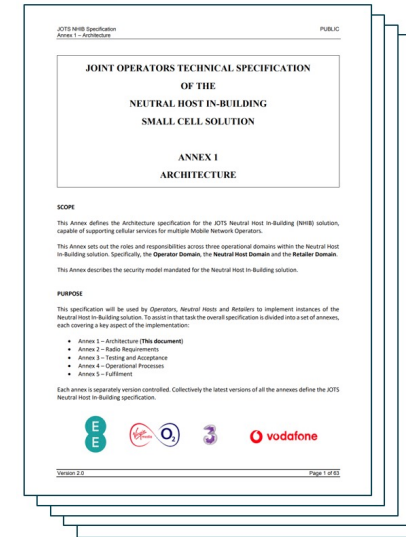 JOTS NHIB Specification PUBLIC
Annex 1 – Architecture
JOINT OPERATORS TECHNICAL SPECIFICATION
OF THE
NEUTRAL HOST IN-BUILDING
SMALL CELL SOLUTION
ANNEX 1
ARCHITECTURE
SCOPE
This Annex defines the Architecture specification for the JOTS Neutral Host In-Building (NHIB) solution,
capable of supporting cellular services for multiple Mobile Network Operators.
This Annex sets out the roles and responsibilities across three operational domains within the Neutral Host
In-Building solution. Specifically, the Operator Domain, the Neutral Host Domain and the Retailer Domain.
This Annex describes the security model mandated for the Neutral Host In-Building solution.
PURPOSE
This specification will be used by Operators, Neutral Hosts and Retailers to implement instances of the
Neutral Host In-Building solution. To assist in that task the overall specification is divided into a set of annexes,
each covering a key aspect of the implementation:
• Annex 1 – Architecture (This document)
• Annex 2 – Radio Requirements
• Annex 3 – Testing and Acceptance
• Annex 4 – Operational Processes
• Annex 5 – Fulfilment
Each annex is separately version controlled. Collectively the latest versions of all the annexes define the JOTS
Neutral Host In-Building specification.
EE Virgin media O2 3 vodafone
Version 2.0 Page 1 of 63